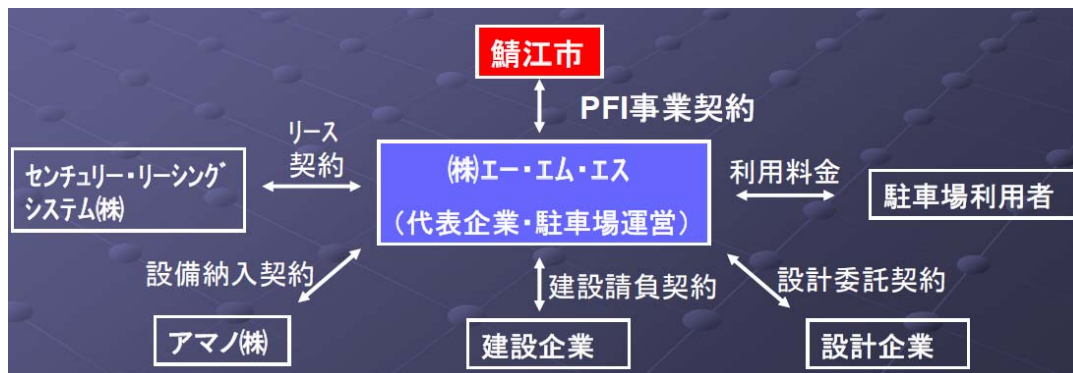 鯖江市
PFI事業契約
リース
契約
センチュリー・リーシング
システム㈱
㈱エー・エム・エス
（代表企業・駐車場運営）
利用料金
駐車場利用者
設備納入契約
建設請負契約
設計委託契約
アマノ㈱
建設企業
設計企業